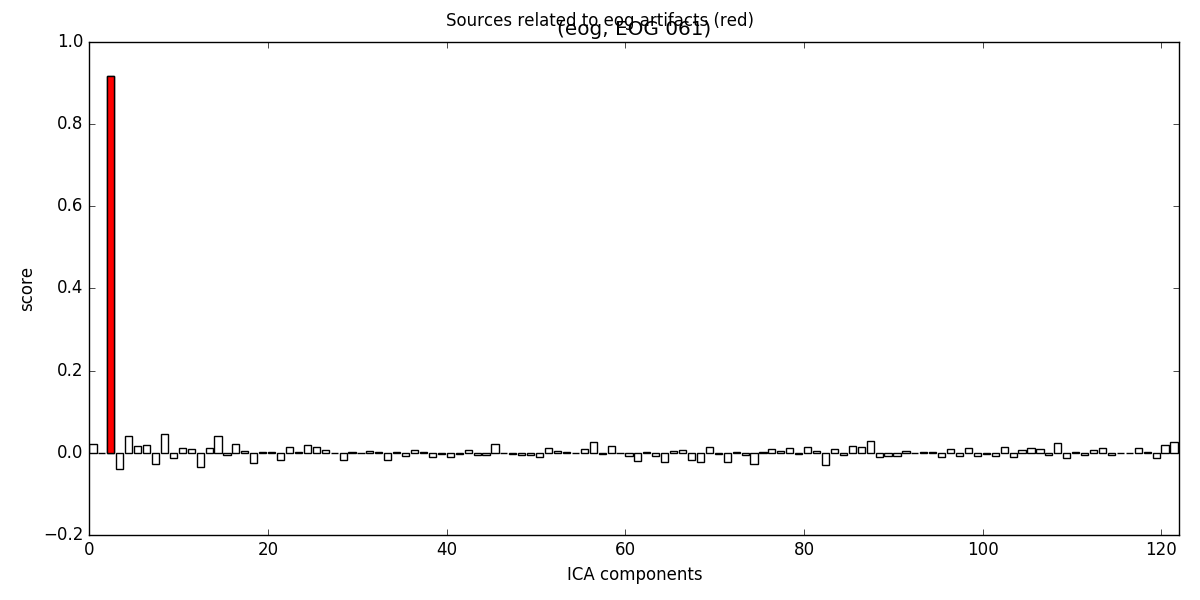 Sources related to eog artifacts (red)
(eog, EOG 061)
1.0
0.8
0.6
0.4
0.2
0.0
−0.2
score
0 20 40 60 80 100 120
ICA components